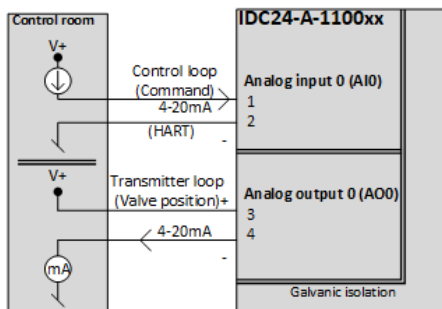 Control room
IDC24-A-1100xx
V+
Control loop
(Command)
4-20mA
Analog input 0 (AI0)
1
2
(HART)
-
V+
Transmitter loop
(Valve position)+
Analog output 0 (AO0)
3
4-20mA
4
mA
-
Galvanic isolation